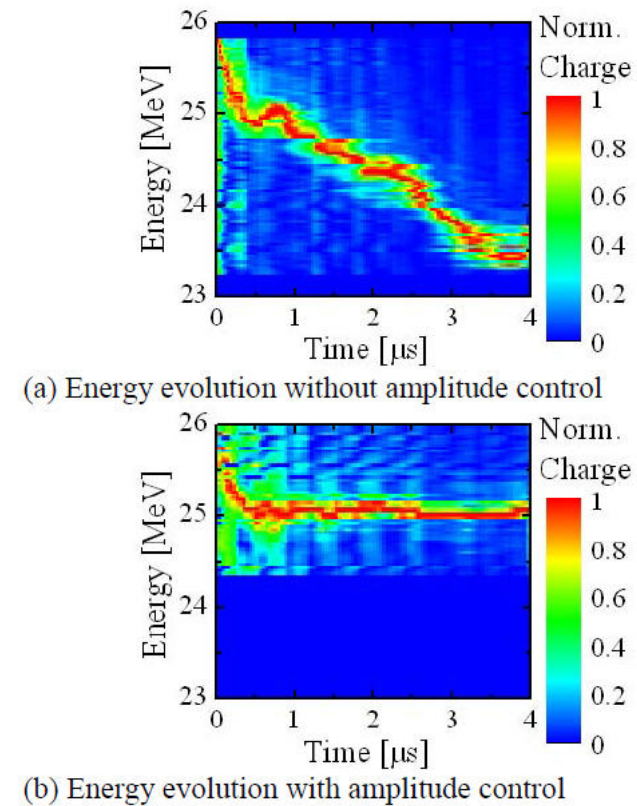 26
25
24
23
Energy [MeV]
0 1 2 3 4
Time [μs]
Norm.
Charge
1
0.8
0.6
0.4
0.2
0
(a) Energy evolution without amplitude control
26
25
24
23
Energy [MeV]
0 1 2 3 4
Time [μs]
Norm.
Charge
1
0.8
0.6
0.4
0.2
0
(b) Energy evolution with amplitude control